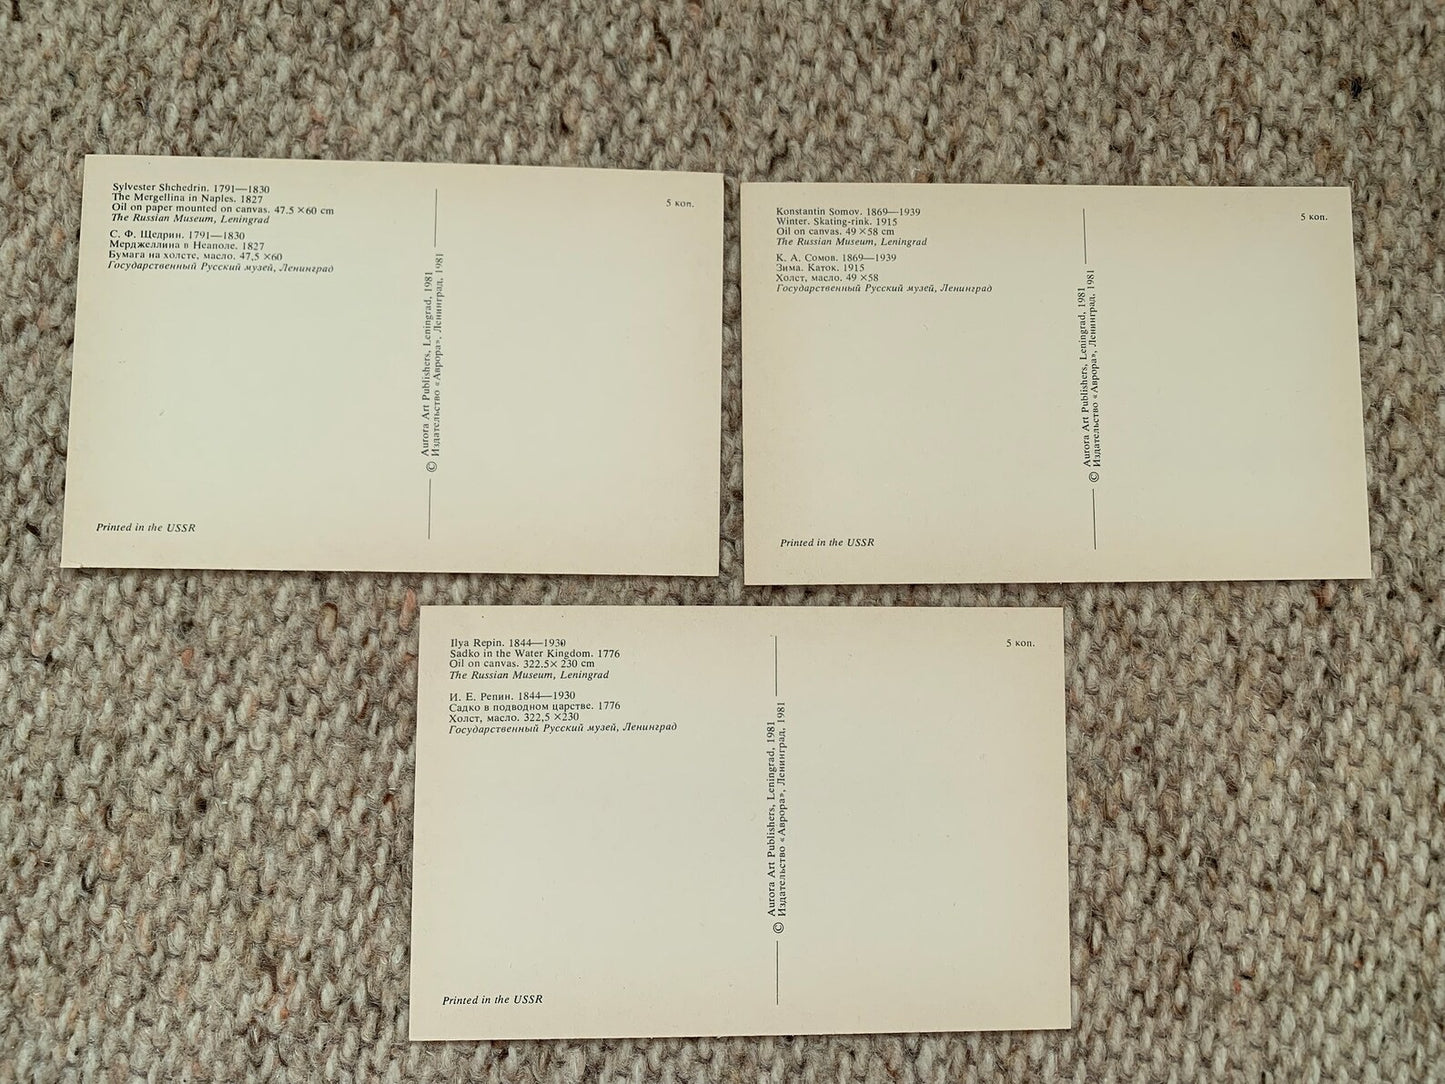 Sylvester Shchedrin. 1791—1830
The Mergellina in Naples. 1827
Oil on paper mounted on canvas. 47.5 ×60 cm
The Russian Museum, Leningrad
С. Ф. Щедрин. 1791—1830
Мерджеллина в Неаполе. 1827
Бумага на холсте, масло. 47,5 ×60
Государственный Русский музей, Ленинград
5 коп.
© Aurora Art Publishers, Leningrad, 1981
Издательство «Аврора», Ленинград, 1981
Printed in the USSR
Konstantin Somov. 1869—1939
Winter. Skating-rink. 1915
Oil on canvas. 49 ×58 cm
The Russian Museum, Leningrad
К. А. Сомов. 1869—1939
Зима. Каток. 1915
Холст, масло. 49 ×58
Государственный Русский музей, Ленинград
5 коп.
© Aurora Art Publishers, Leningrad, 1981
Издательство «Аврора», Ленинград, 1981
Printed in the USSR
Ilya Repin. 1844—1930
Sadko in the Water Kingdom. 1776
Oil on canvas. 322.5× 230 cm
The Russian Museum, Leningrad
И. Е. Репин. 1844—1930
Садко в подводном царстве. 1776
Холст, масло. 322,5 ×230
Государственный Русский музей, Ленинград
5 коп.
© Aurora Art Publishers, Leningrad, 1981
Издательство «Аврора», Ленинград, 1981
Printed in the USSR